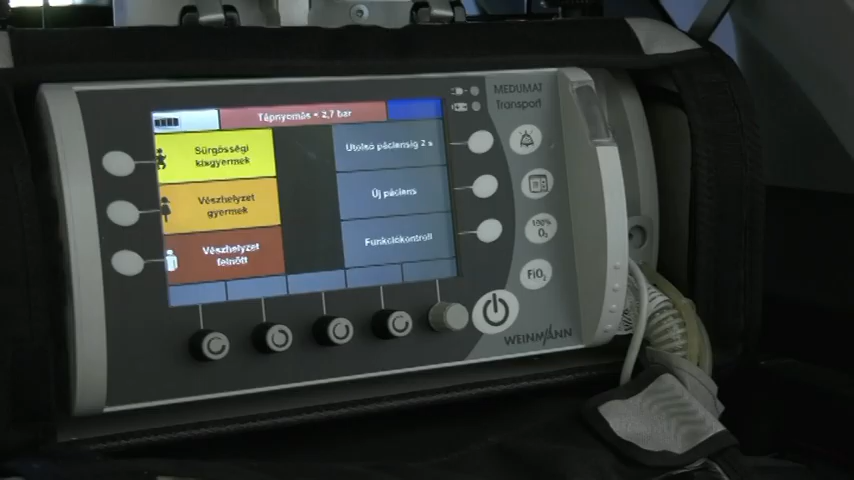 MEDUMAT
Transport
Tápnyomás < 2,7 bar
Sürgősségi
kisgyermek
Utolsó páciensig 2 s
Vészhelyzet
gyermek
Új páciens
Vészhelyzet
felnőtt
Funkciókontroll
100%
O₂
FiO₂
WEINMANN